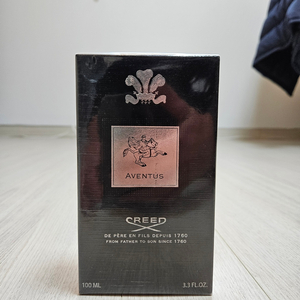 AVENTUS
CREED
DE PÈRE EN FILS DEPUIS 1760
FROM FATHER TO SON SINCE 1760
100 ML 3.3 FL.OZ.